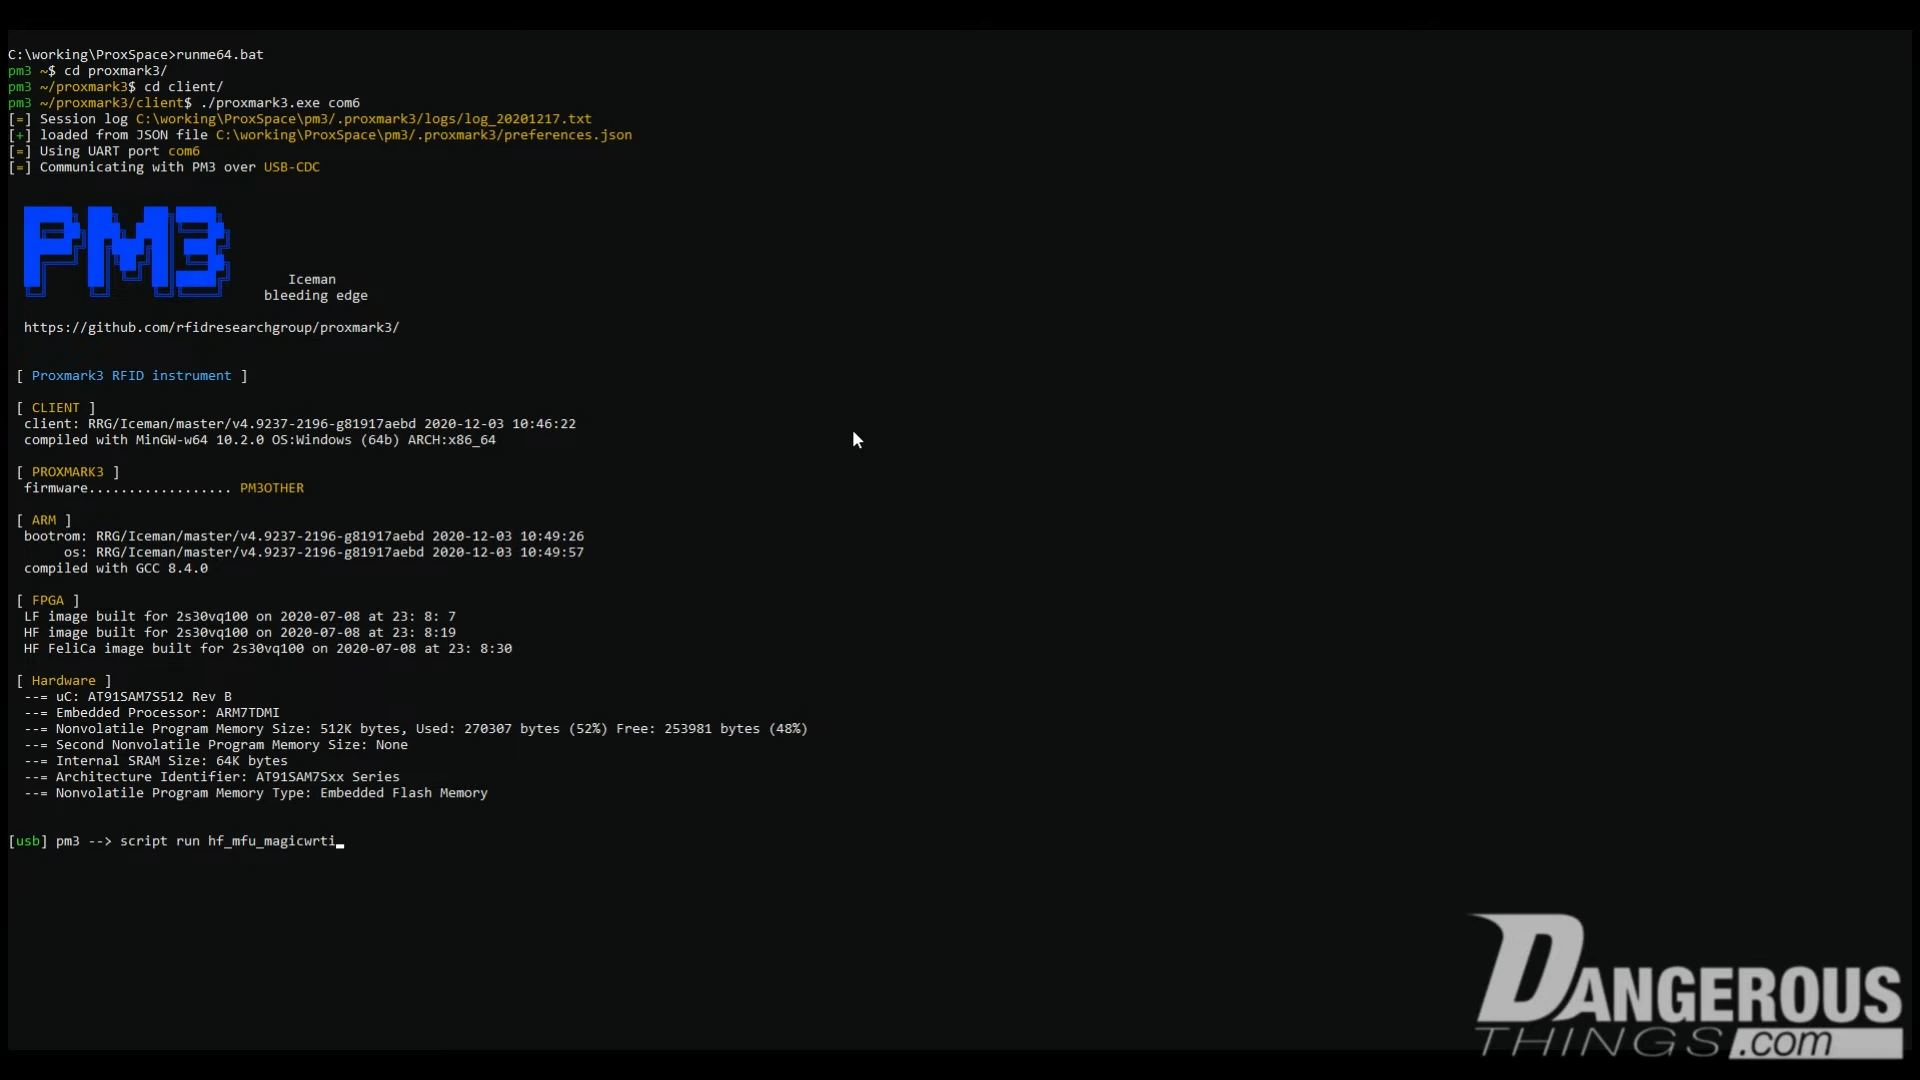 C:\working\ProxSpace>runme64.bat
pm3 ~$ cd proxmark3/
pm3 ~/proxmark3$ cd client/
pm3 ~/proxmark3/client$ ./proxmark3.exe com6
[=] Session log C:\working\ProxSpace\pm3/.proxmark3/logs/log_20201217.txt
[+] loaded from JSON file C:\working\ProxSpace\pm3/.proxmark3/preferences.json
[=] Using UART port com6
[=] Communicating with PM3 over USB-CDC
PM3
Iceman
bleeding edge
https://github.com/rfidresearchgroup/proxmark3/
[ Proxmark3 RFID instrument ]
[ CLIENT ]
client: RRG/Iceman/master/v4.9237-2196-g81917aebd 2020-12-03 10:46:22
compiled with MinGW-w64 10.2.0 OS:Windows (64b) ARCH:x86_64
[ PROXMARK3 ]
firmware.................. PM3OTHER
[ ARM ]
bootrom: RRG/Iceman/master/v4.9237-2196-g81917aebd 2020-12-03 10:49:26
os: RRG/Iceman/master/v4.9237-2196-g81917aebd 2020-12-03 10:49:57
compiled with GCC 8.4.0
[ FPGA ]
LF image built for 2s30vq100 on 2020-07-08 at 23: 8: 7
HF image built for 2s30vq100 on 2020-07-08 at 23: 8:19
HF FeliCa image built for 2s30vq100 on 2020-07-08 at 23: 8:30
[ Hardware ]
--= uC: AT91SAM7S512 Rev B
--= Embedded Processor: ARM7TDMI
--= Nonvolatile Program Memory Size: 512K bytes, Used: 270307 bytes (52%) Free: 253981 bytes (48%)
--= Second Nonvolatile Program Memory Size: None
--= Internal SRAM Size: 64K bytes
--= Architecture Identifier: AT91SAM7Sxx Series
--= Nonvolatile Program Memory Type: Embedded Flash Memory
[usb] pm3 --> script run hf_mfu_magicwrti
DANGEROUS
THINGS.com